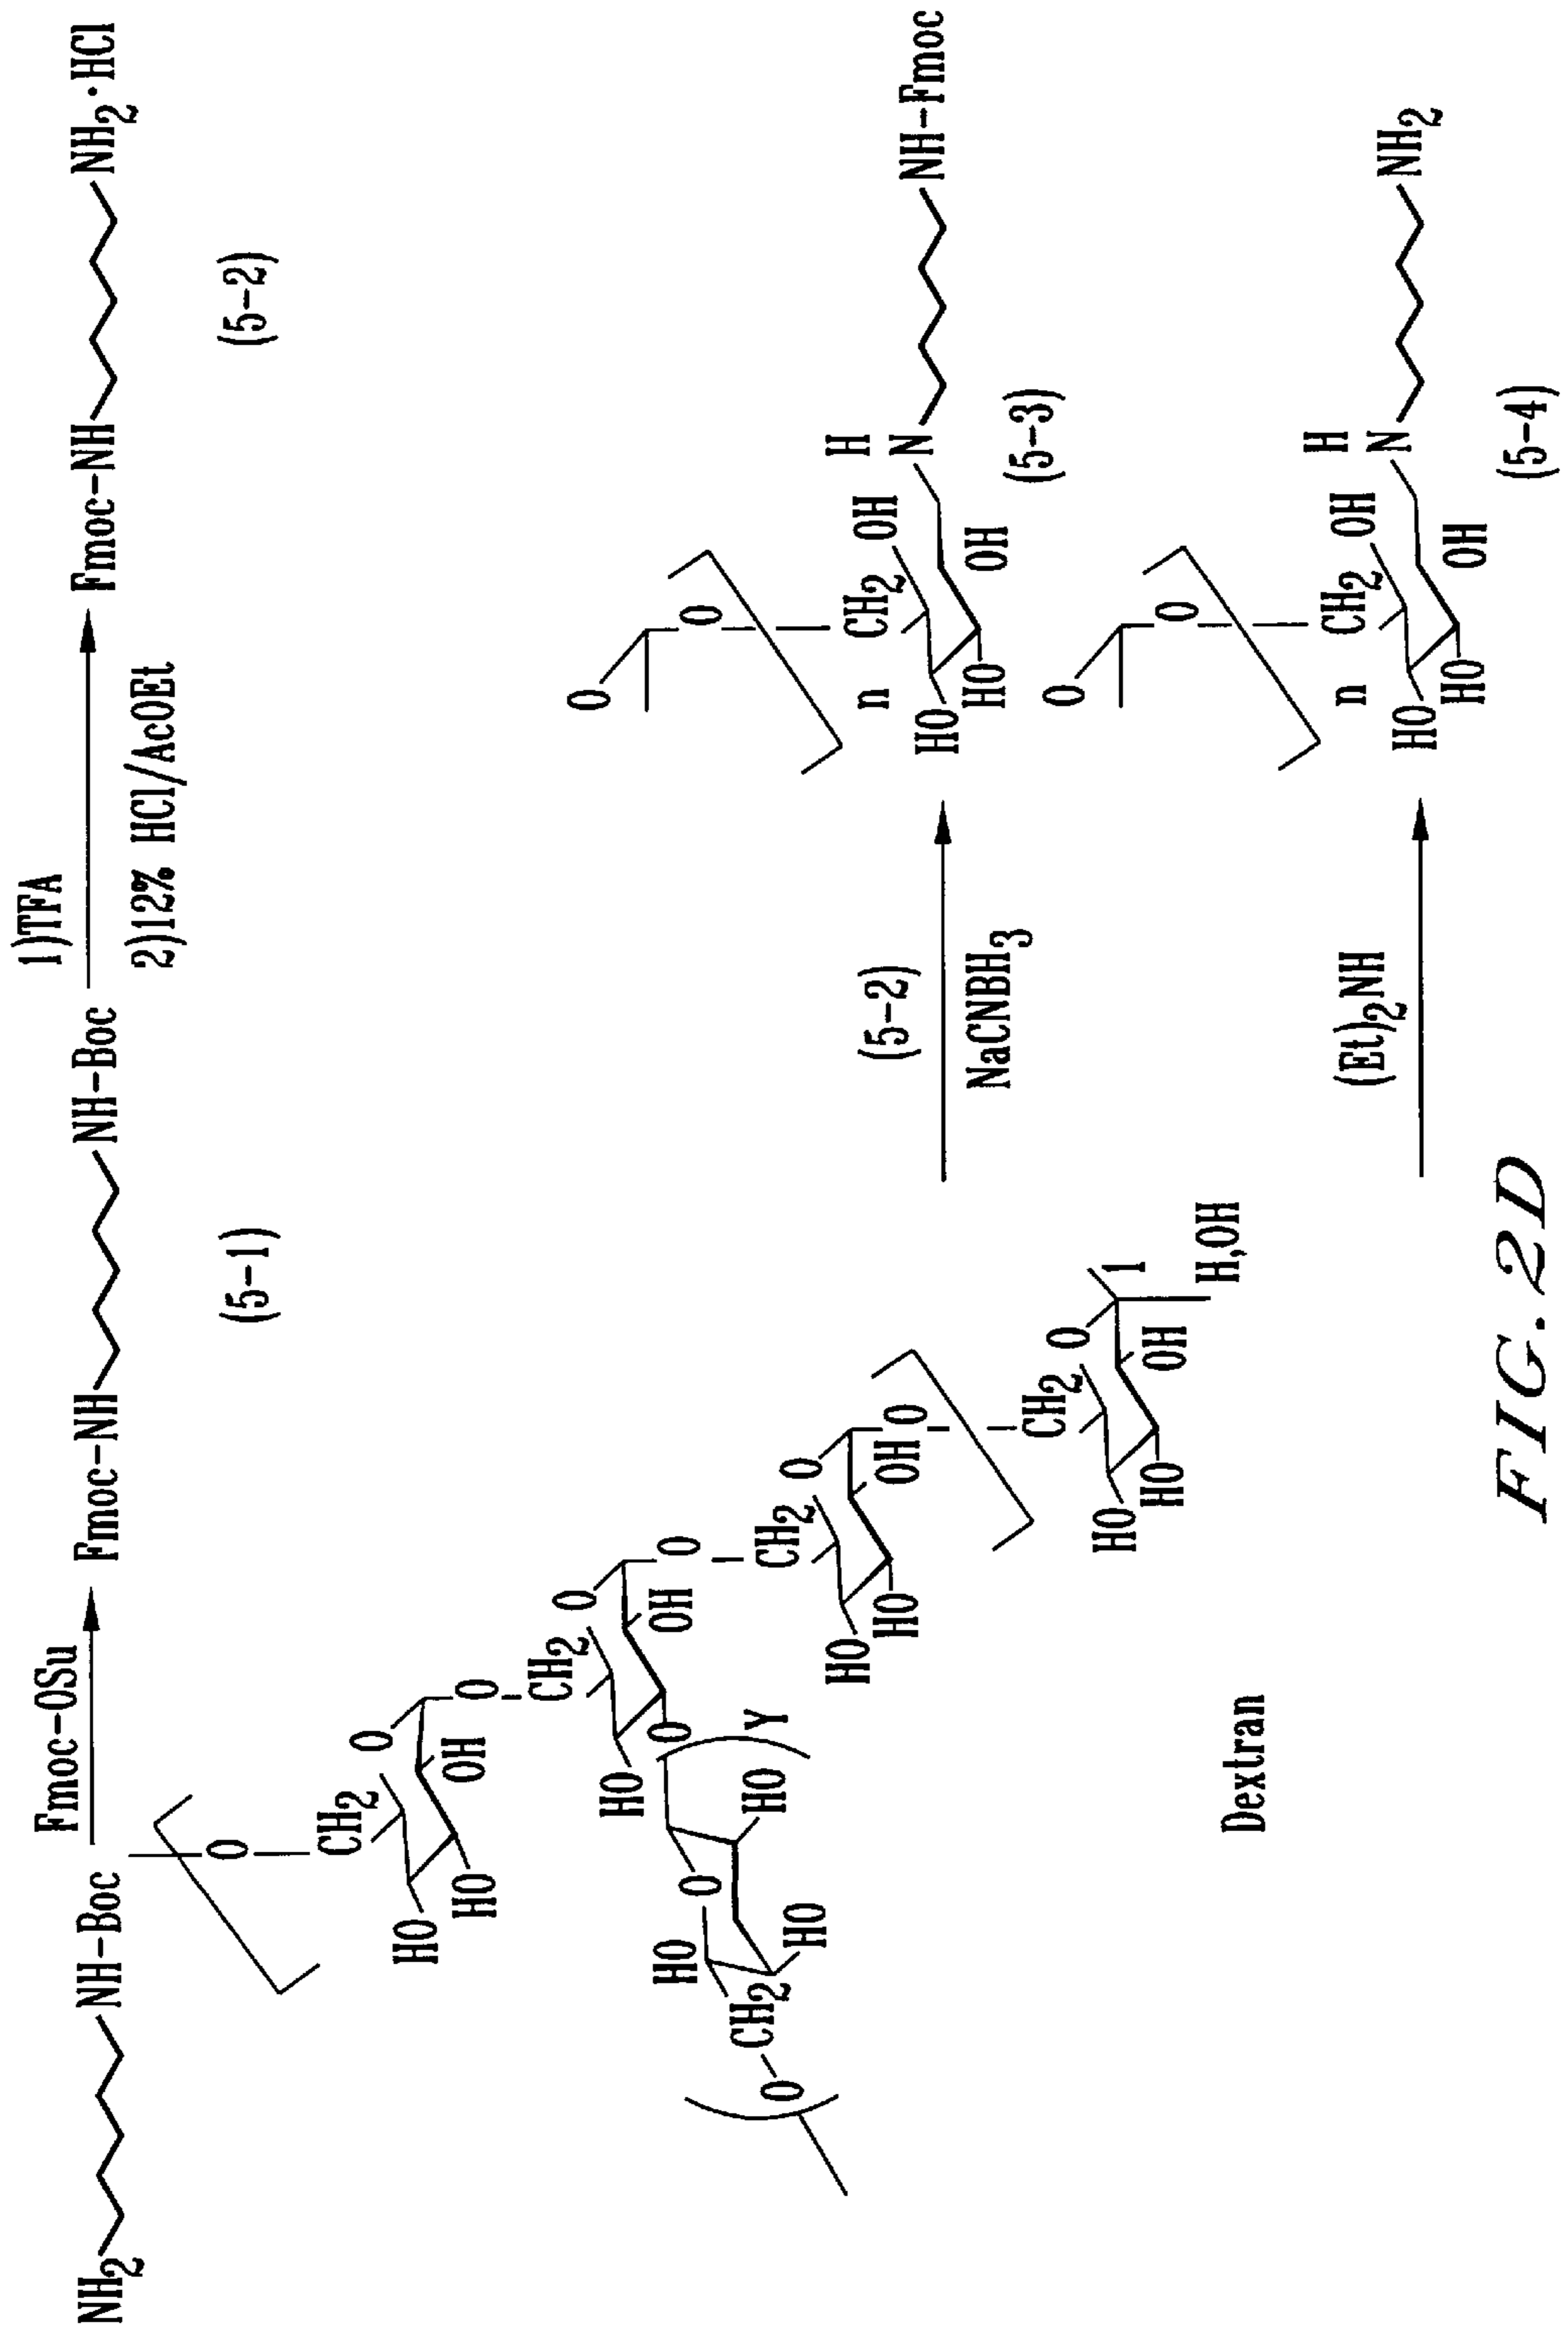 NH2 NH-Boc Fmoc-OSu Fmoc-NH NH-Boc 1)TFA 2)12% HCl/AcOEt Fmoc-NH NH2·HCl
(5-1) (5-2)
O
CH2 O
HO HO OH O
CH2 O
HO O OH O
CH2 O
HO HO OH O
CH2 O 1
HO HO OH H,OH
( O CH2 HO O HO HO )Y
Dextran
(5-2)
NaCNBH3
O
O
n CH2 OH H
HO HO OH N NH-Fmoc
(5-3)
(Et)2NH
O
O
n CH2 OH H
HO HO OH N NH2
(5-4)
FIG. 2D